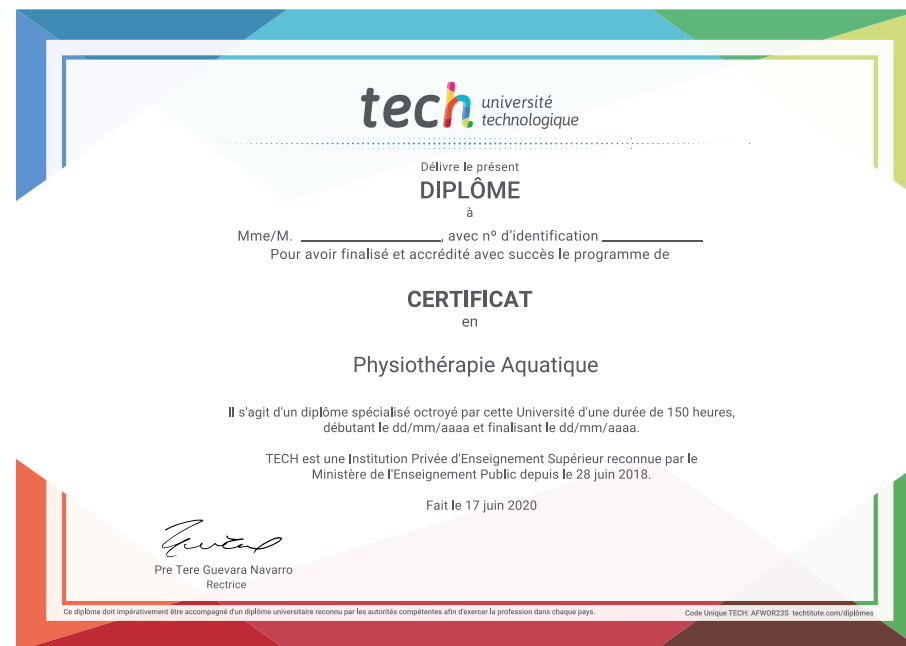 tech université
technologique
Délivre le présent
DIPLÔME
à
Mme/M. ____________________, avec nº d'identification ______________
Pour avoir finalisé et accrédité avec succès le programme de
CERTIFICAT
en
Physiothérapie Aquatique
Il s'agit d'un diplôme spécialisé octroyé par cette Université d'une durée de 150 heures,
débutant le dd/mm/aaaa et finalisant le dd/mm/aaaa.
TECH est une Institution Privée d'Enseignement Supérieur reconnue par le
Ministère de l'Enseignement Public depuis le 28 juin 2018.
Fait le 17 juin 2020
Pre Tere Guevara Navarro
Rectrice
Ce diplôme doit impérativement être accompagné d'un diplôme universitaire reconnu par les autorités compétentes afin d'exercer la profession dans chaque pays.
Code Unique TECH: AFWOR23S techtitute.com/diplômes